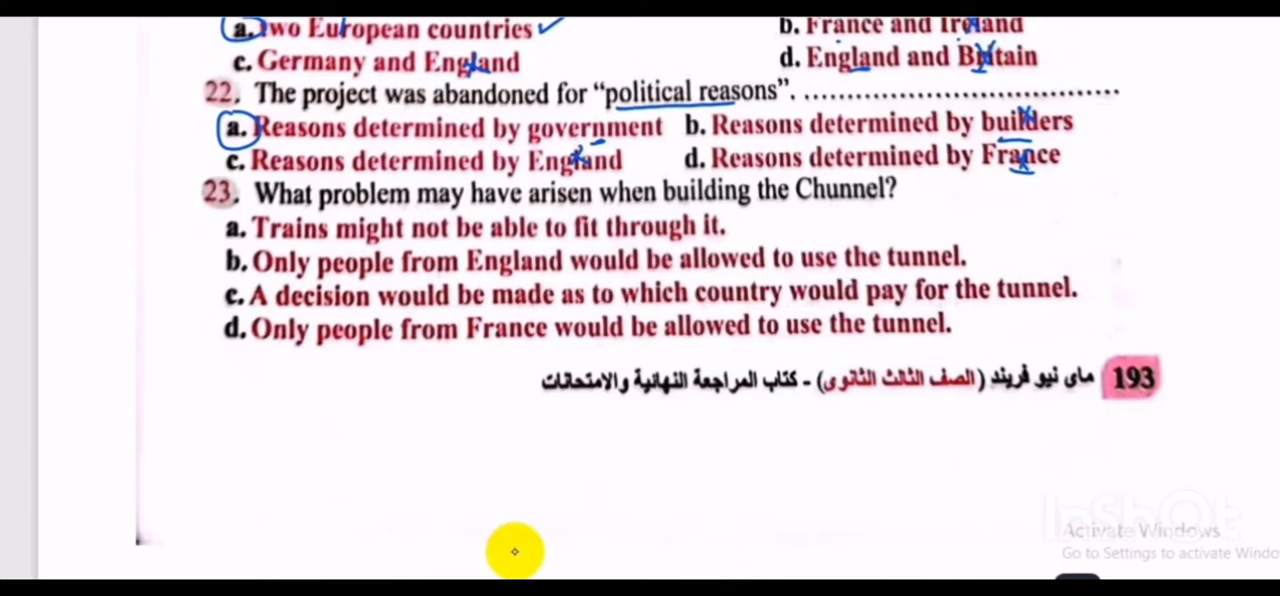 a. Two European countries b. France and Ireland
c. Germany and England d. England and Britain
22. The project was abandoned for “political reasons”. ....................................
a. Reasons determined by government b. Reasons determined by builders
c. Reasons determined by England d. Reasons determined by France
23. What problem may have arisen when building the Chunnel?
a. Trains might not be able to fit through it.
b. Only people from England would be allowed to use the tunnel.
c. A decision would be made as to which country would pay for the tunnel.
d. Only people from France would be allowed to use the tunnel.
193 ماى نيو فريند (الصف الثالث الثانوى) - كتاب المراجعة النهائية والامتحانات
InShOt
Activate Windows
Go to Settings to activate Windo